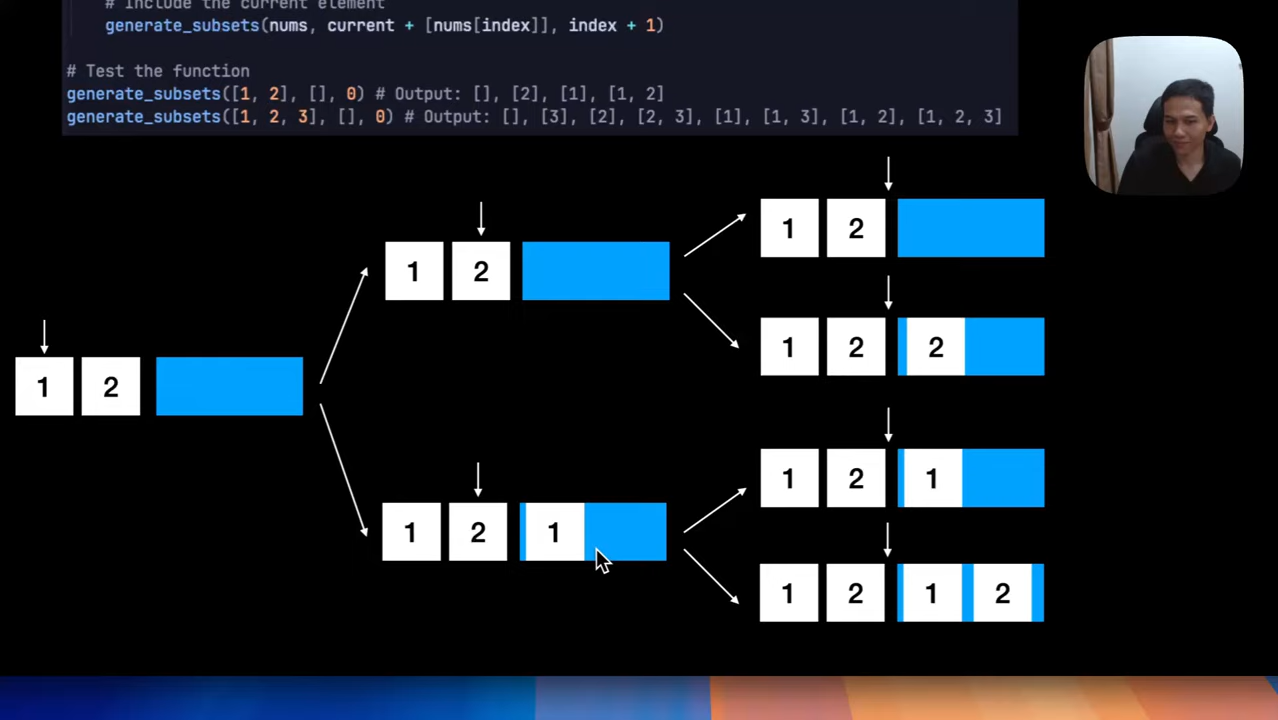 # Include the current element
generate_subsets(nums, current + [nums[index]], index + 1)
# Test the function
generate_subsets([1, 2], [], 0) # Output: [], [2], [1], [1, 2]
generate_subsets([1, 2, 3], [], 0) # Output: [], [3], [2], [2, 3], [1], [1, 3], [1, 2], [1, 2, 3]
1 2
1 2
1 2 1
1 2
1 2 2
1 2 1
1 2 1 2